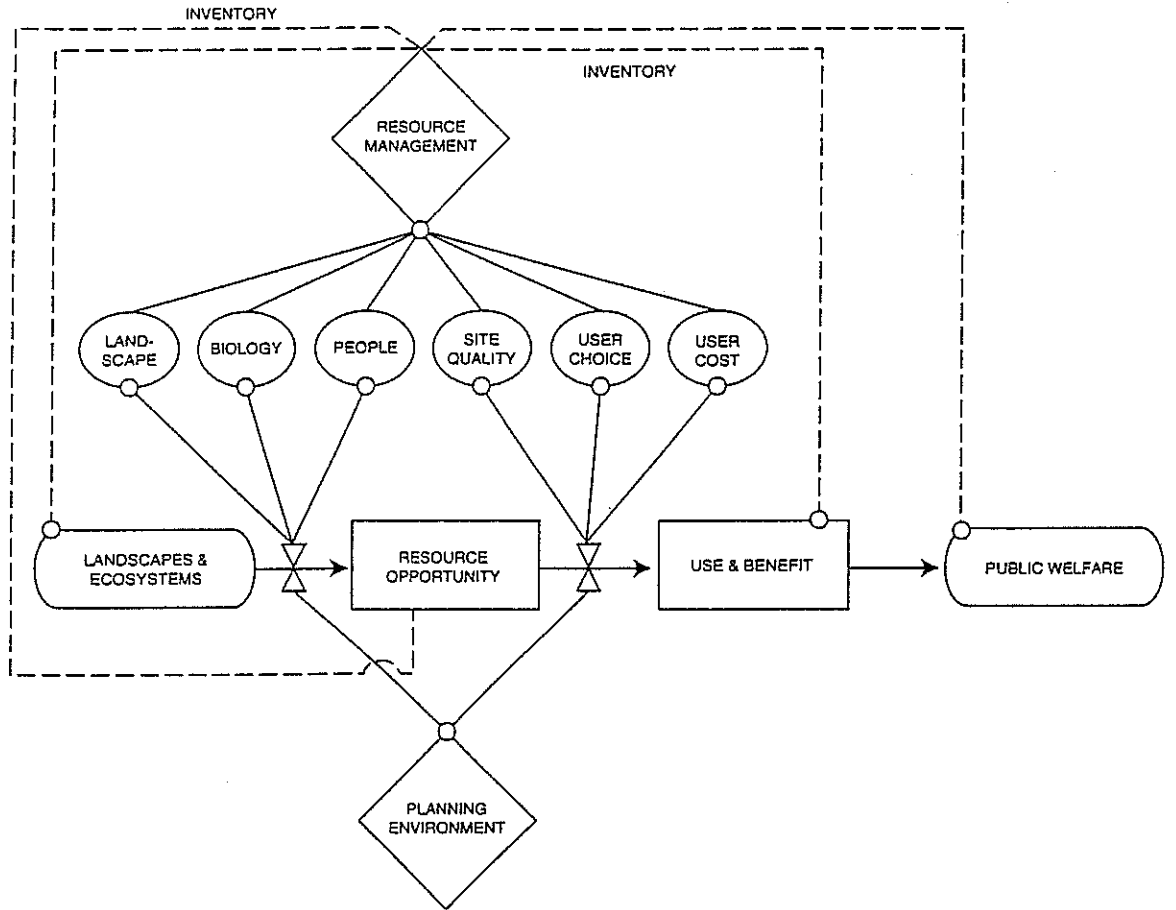 INVENTORY
INVENTORY
RESOURCE
MANAGEMENT
LAND-
SCAPE
BIOLOGY
PEOPLE
SITE
QUALITY
USER
CHOICE
USER
COST
LANDSCAPES &
ECOSYSTEMS
RESOURCE
OPPORTUNITY
USE & BENEFIT
PUBLIC WELFARE
PLANNING
ENVIRONMENT